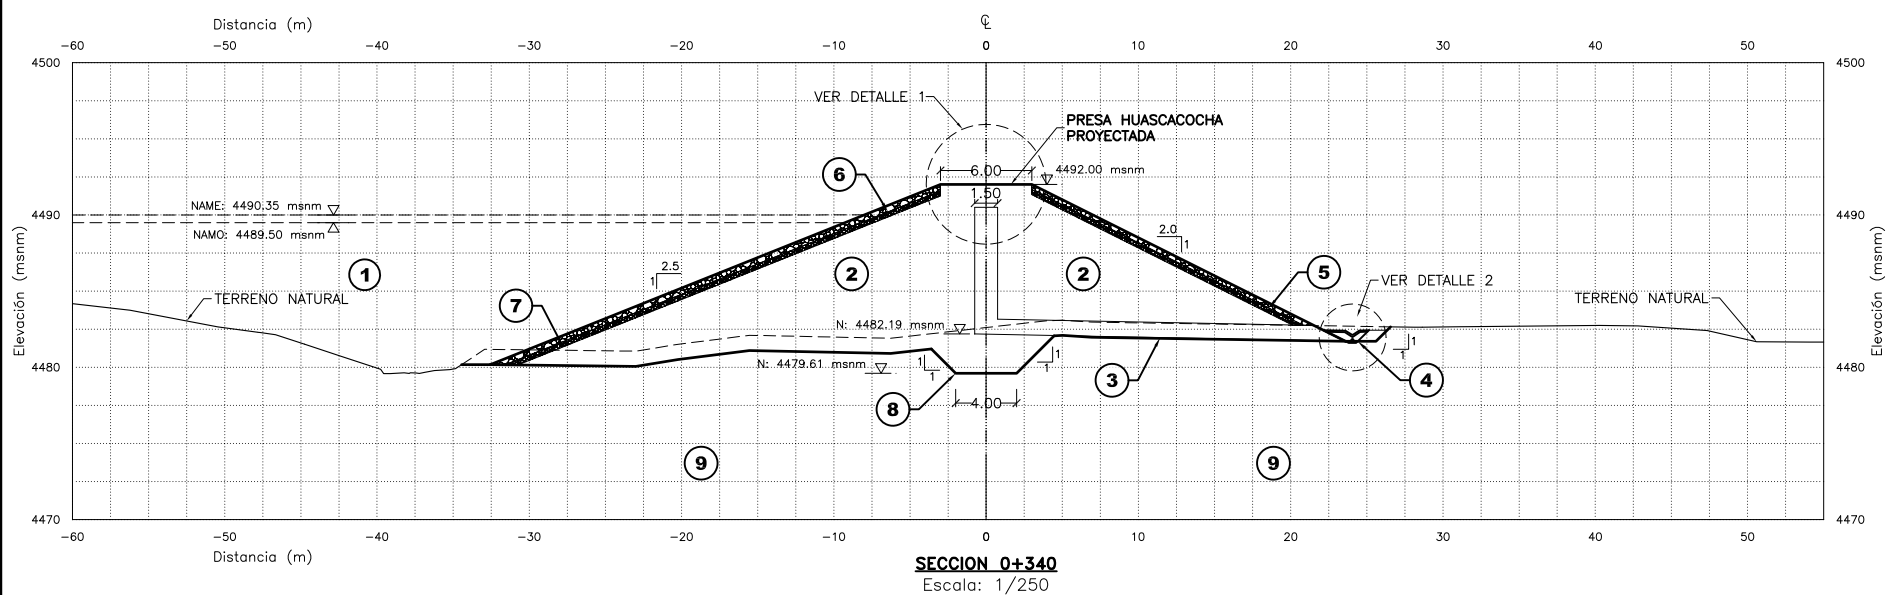 Distancia (m)
℄
-60 -50 -40 -30 -20 -10 0 10 20 30 40 50
4500 4500
VER DETALLE 1
PRESA HUASCACOCHA
PROYECTADA
6.00
4492.00 msnm
6
1.50
NAME: 4490.35 msnm
4490 4490
NAMO: 4489.50 msnm
2.0
1
1
2
2
5
2.5
1
VER DETALLE 2
7
TERRENO NATURAL
TERRENO NATURAL
N: 4482.19 msnm
Elevación (msnm)
Elevación (msnm)
N: 4479.61 msnm
1
1
1
1
1
1
4480 4480
3
4
8
4.00
9
9
4470 4470
-60 -50 -40 -30 -20 -10 0 10 20 30 40 50
Distancia (m)
SECCION 0+340
Escala: 1/250